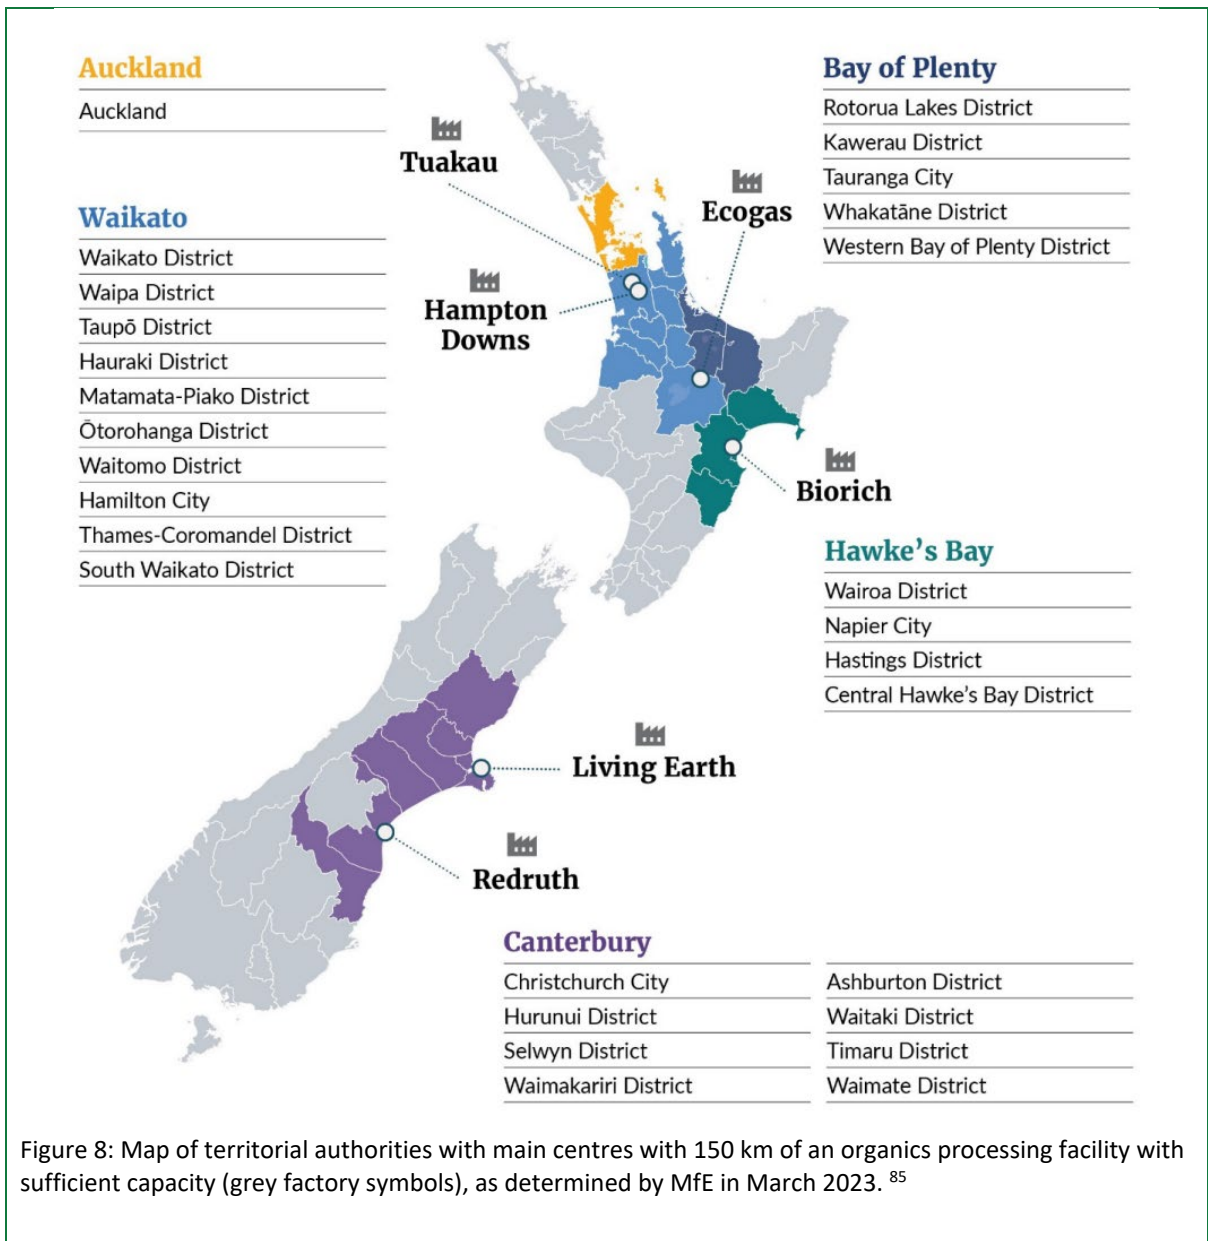 Auckland
Auckland
Waikato
Waikato District
Waipa District
Taupō District
Hauraki District
Matamata-Piako District
Ōtorohanga District
Waitomo District
Hamilton City
Thames-Coromandel District
South Waikato District
Tuakau
Hampton
Downs
Ecogas
Bay of Plenty
Rotorua Lakes District
Kawerau District
Tauranga City
Whakatāne District
Western Bay of Plenty District
Biorich
Hawke’s Bay
Wairoa District
Napier City
Hastings District
Central Hawke’s Bay District
Living Earth
Redruth
Canterbury
Christchurch City
Hurunui District
Selwyn District
Waimakariri District
Ashburton District
Waitaki District
Timaru District
Waimate District
Figure 8: Map of territorial authorities with main centres with 150 km of an organics processing facility with
sufficient capacity (grey factory symbols), as determined by MfE in March 2023. 85